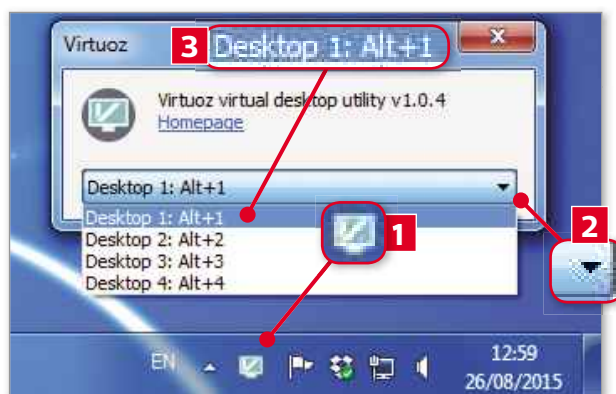 Virtuoz
3 Desktop 1: Alt+1
Virtuoz virtual desktop utility v1.0.4
Homepage
Desktop 1: Alt+1
Desktop 1: Alt+1
Desktop 2: Alt+2
Desktop 3: Alt+3
Desktop 4: Alt+4
1
2
EN
12:59
26/08/2015